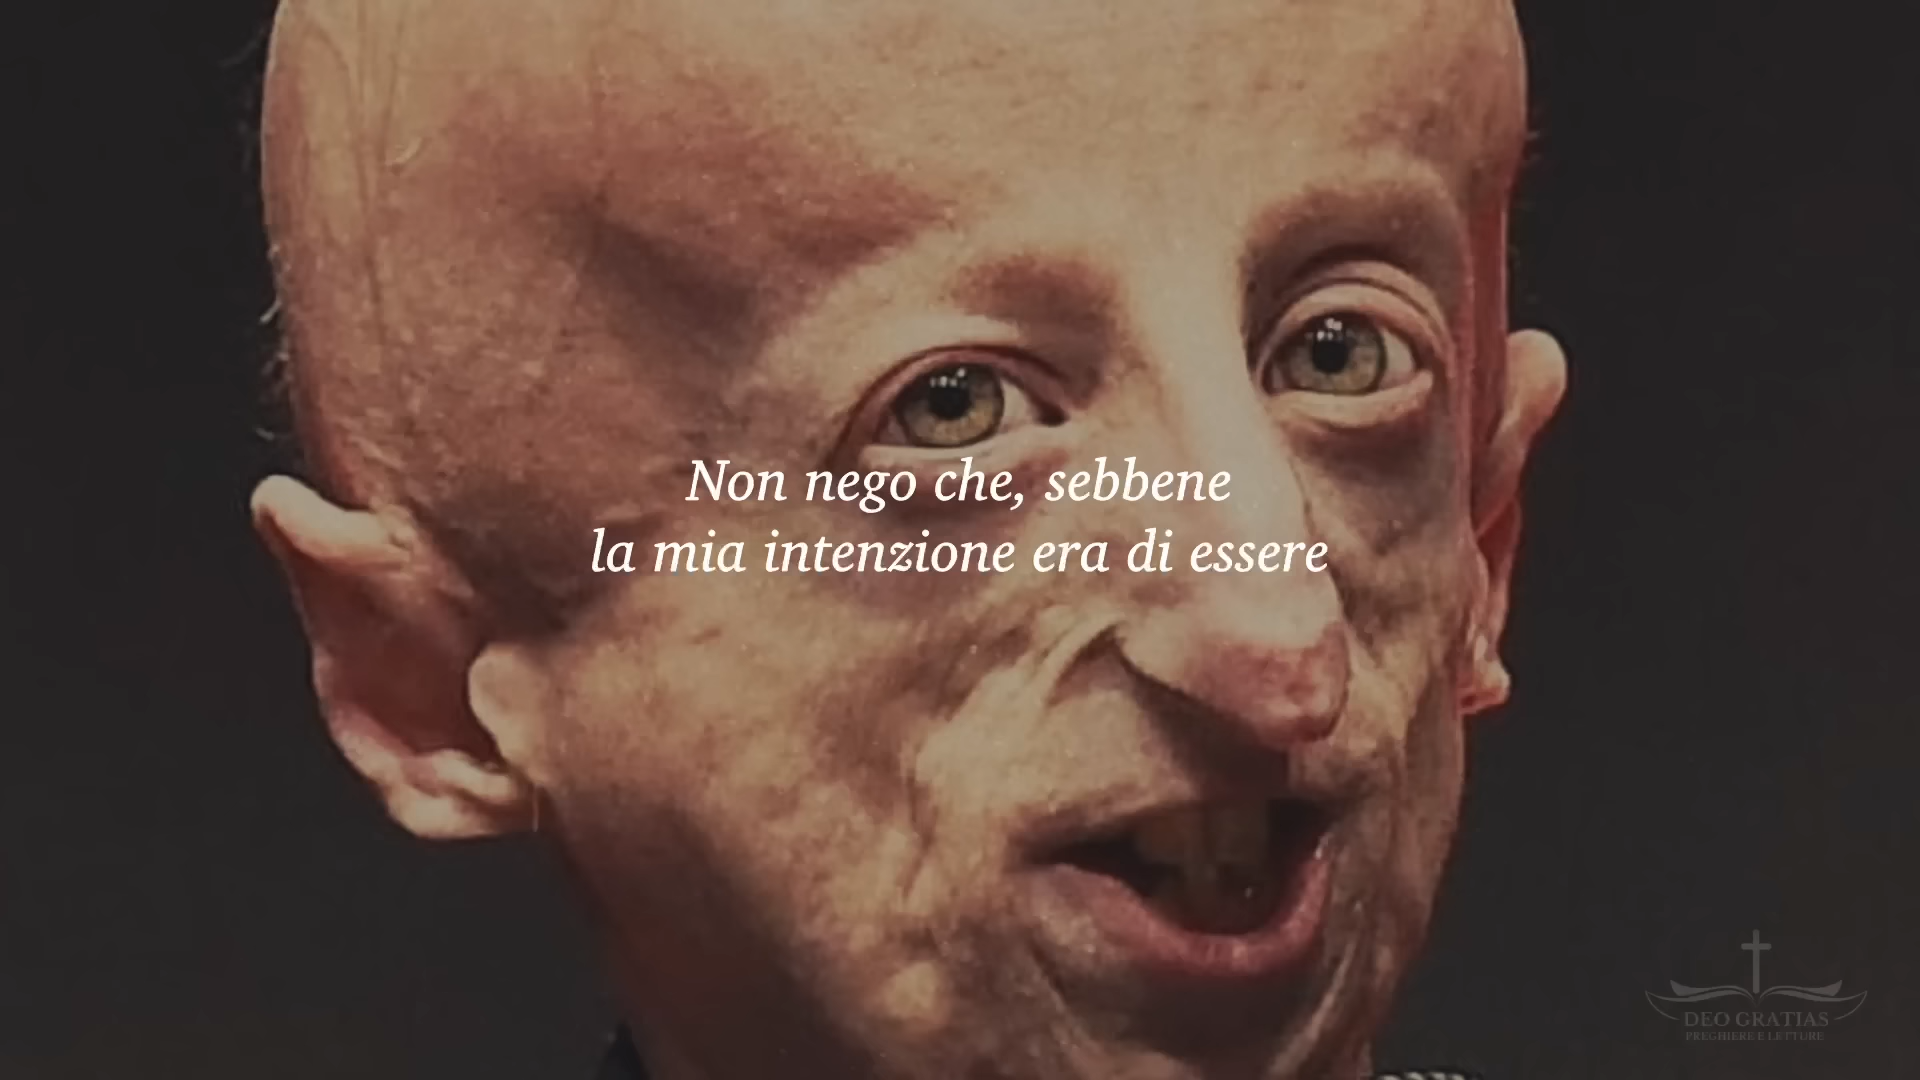 Non nego che, sebbene
la mia intenzione era di essere
DEO GRATIAS
PREGHIERE E LETTURE